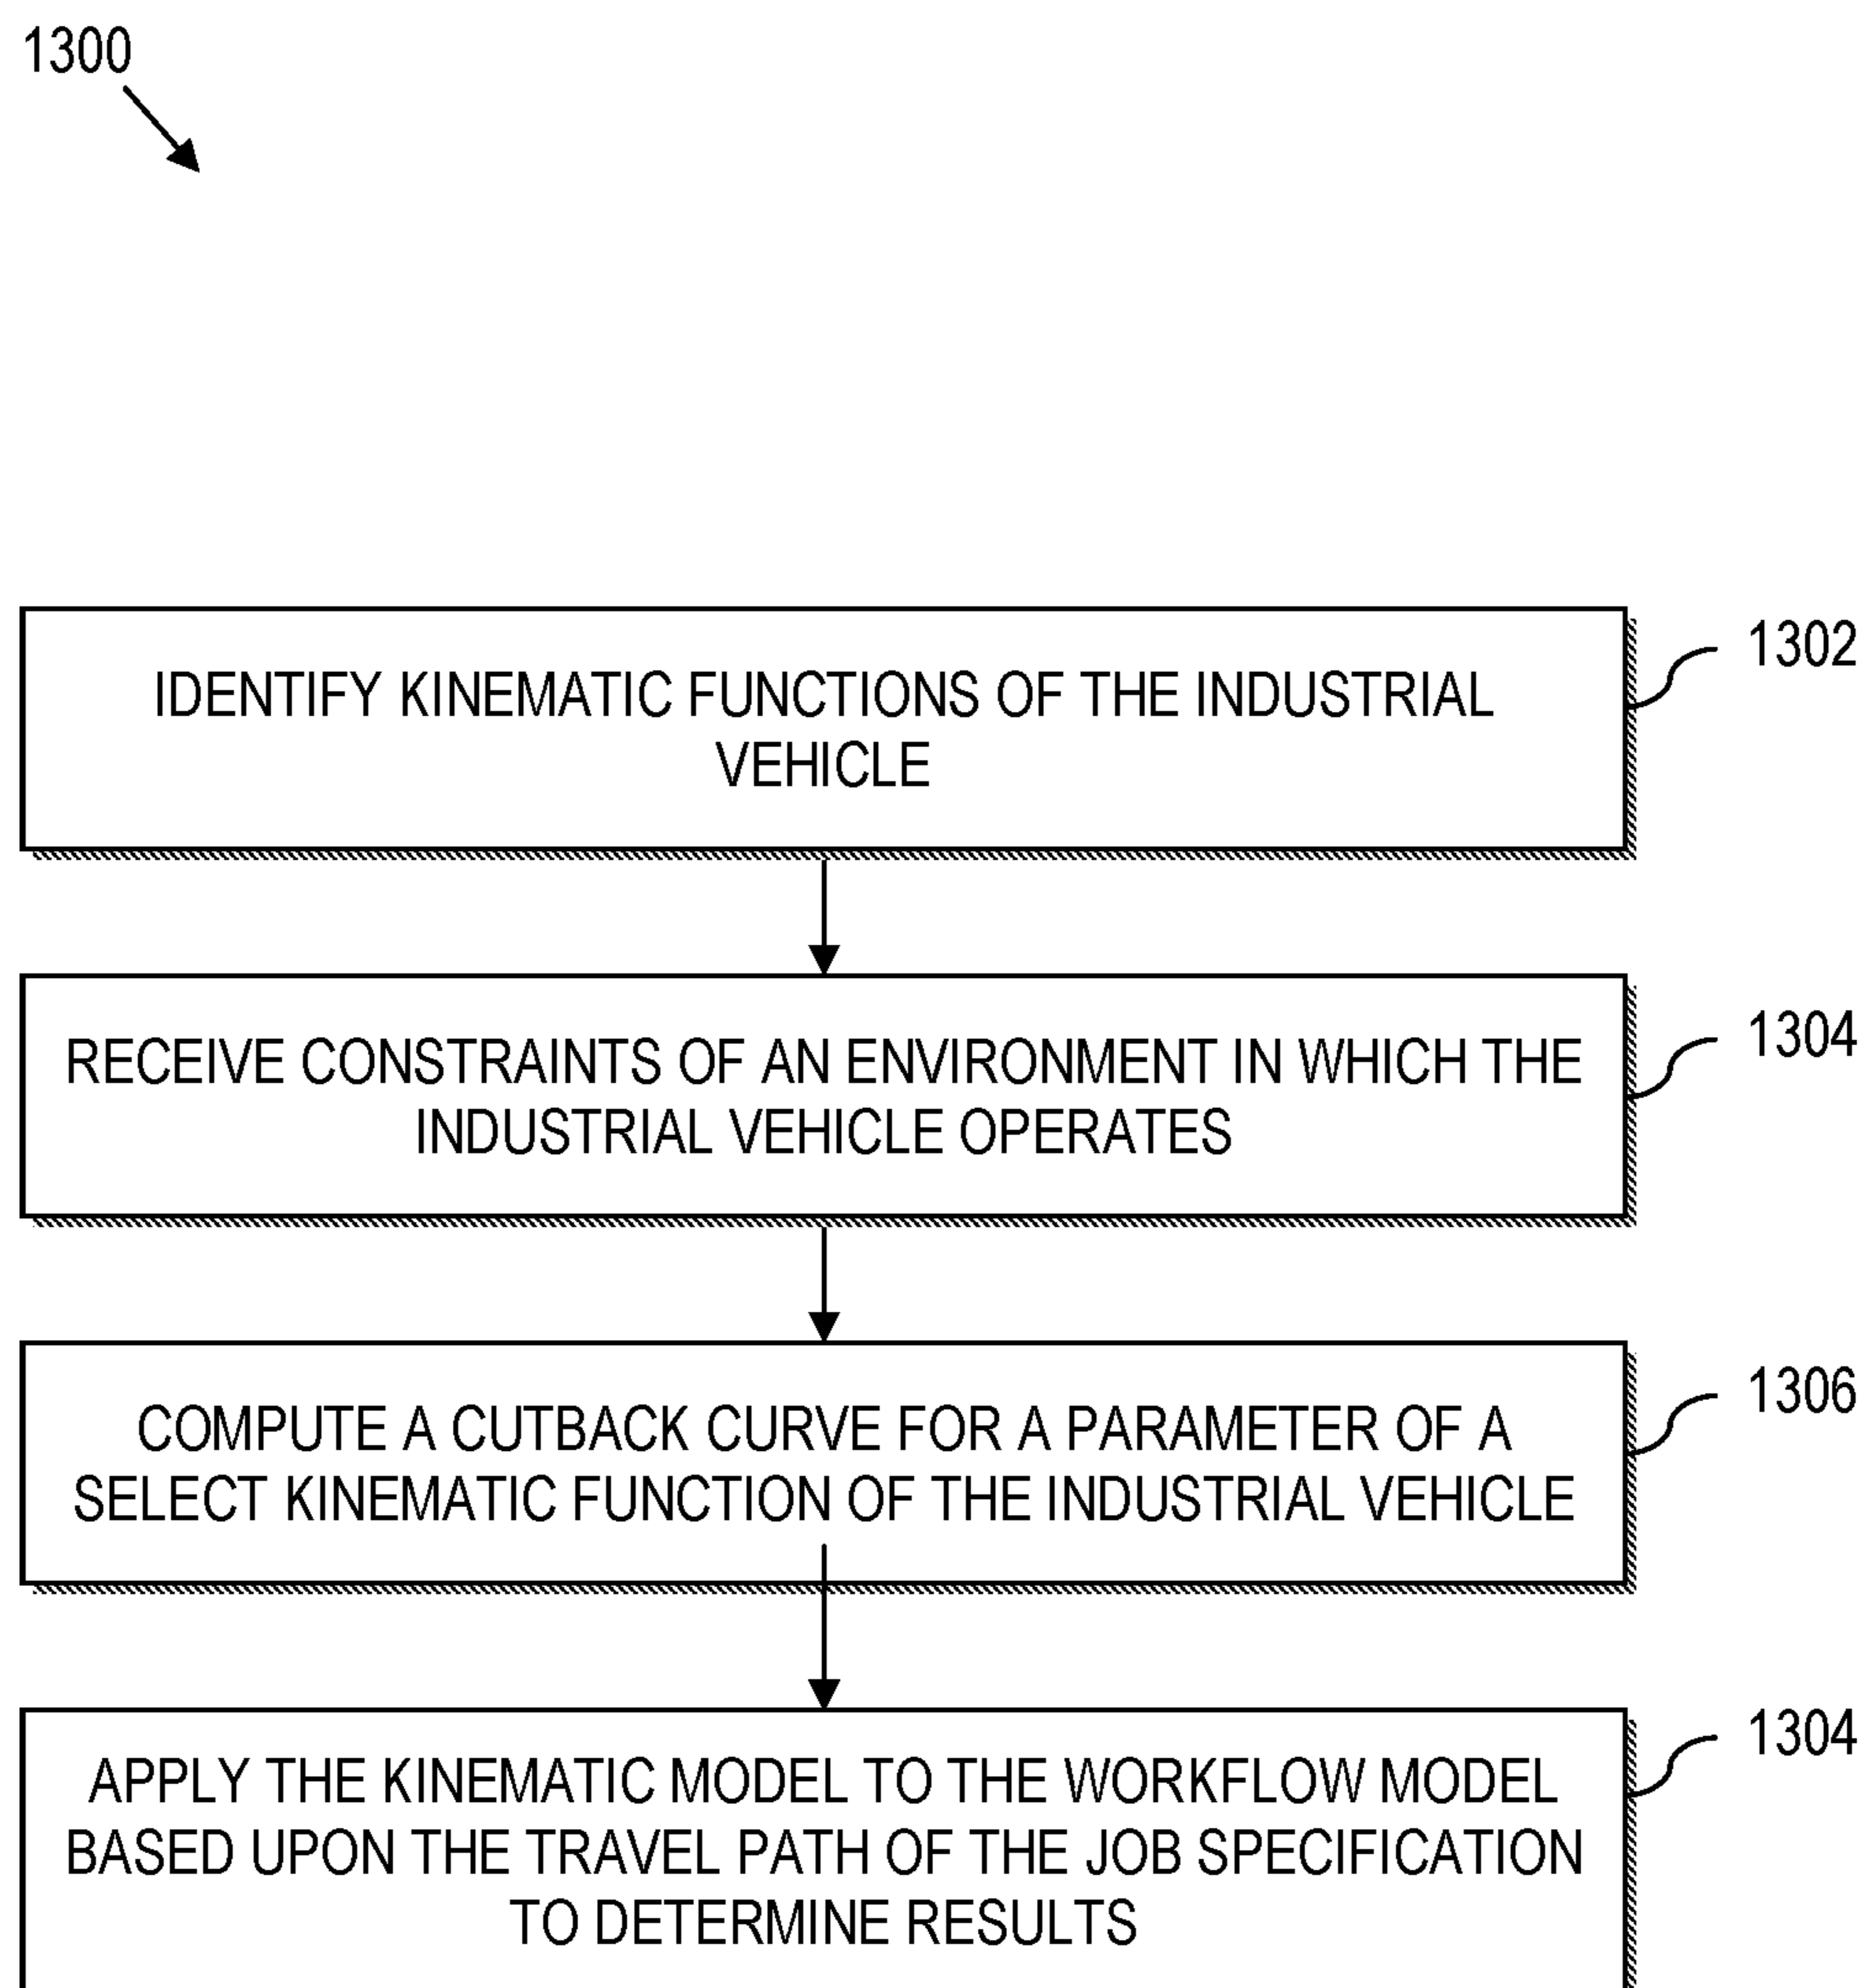 1300
IDENTIFY KINEMATIC FUNCTIONS OF THE INDUSTRIAL
VEHICLE
1302
RECEIVE CONSTRAINTS OF AN ENVIRONMENT IN WHICH THE
INDUSTRIAL VEHICLE OPERATES
1304
COMPUTE A CUTBACK CURVE FOR A PARAMETER OF A
SELECT KINEMATIC FUNCTION OF THE INDUSTRIAL VEHICLE
1306
APPLY THE KINEMATIC MODEL TO THE WORKFLOW MODEL
BASED UPON THE TRAVEL PATH OF THE JOB SPECIFICATION
TO DETERMINE RESULTS
1304